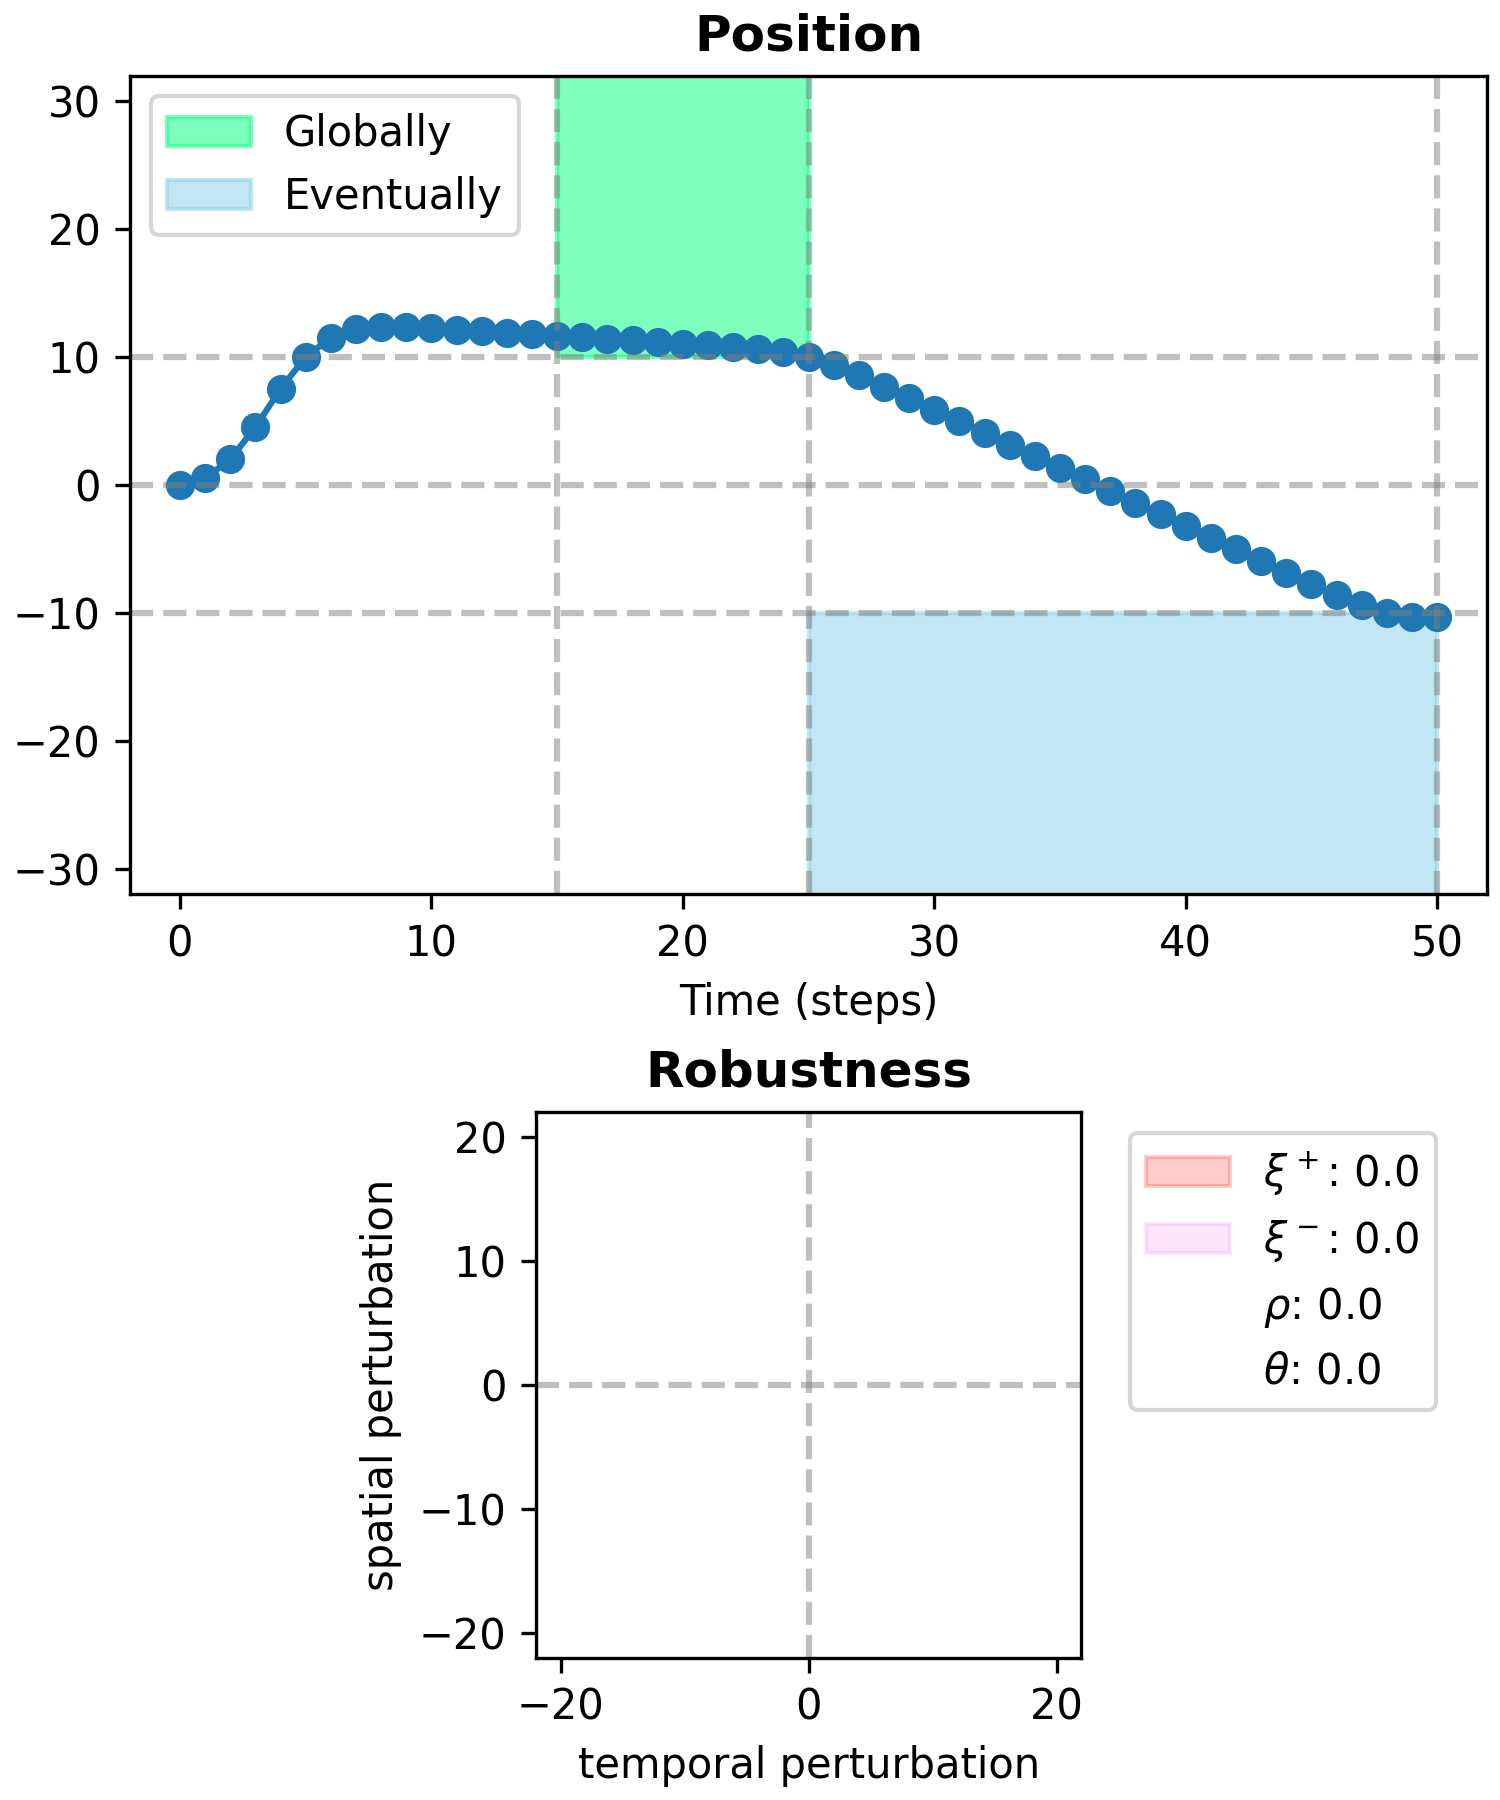 Position
30
20
10
0
−10
−20
−30
Globally
Eventually
0 10 20 30 40 50
Time (steps)
Robustness
20
10
0
−10
−20
spatial perturbation
ξ⁺: 0.0
ξ⁻: 0.0
ρ: 0.0
θ: 0.0
−20 0 20
temporal perturbation